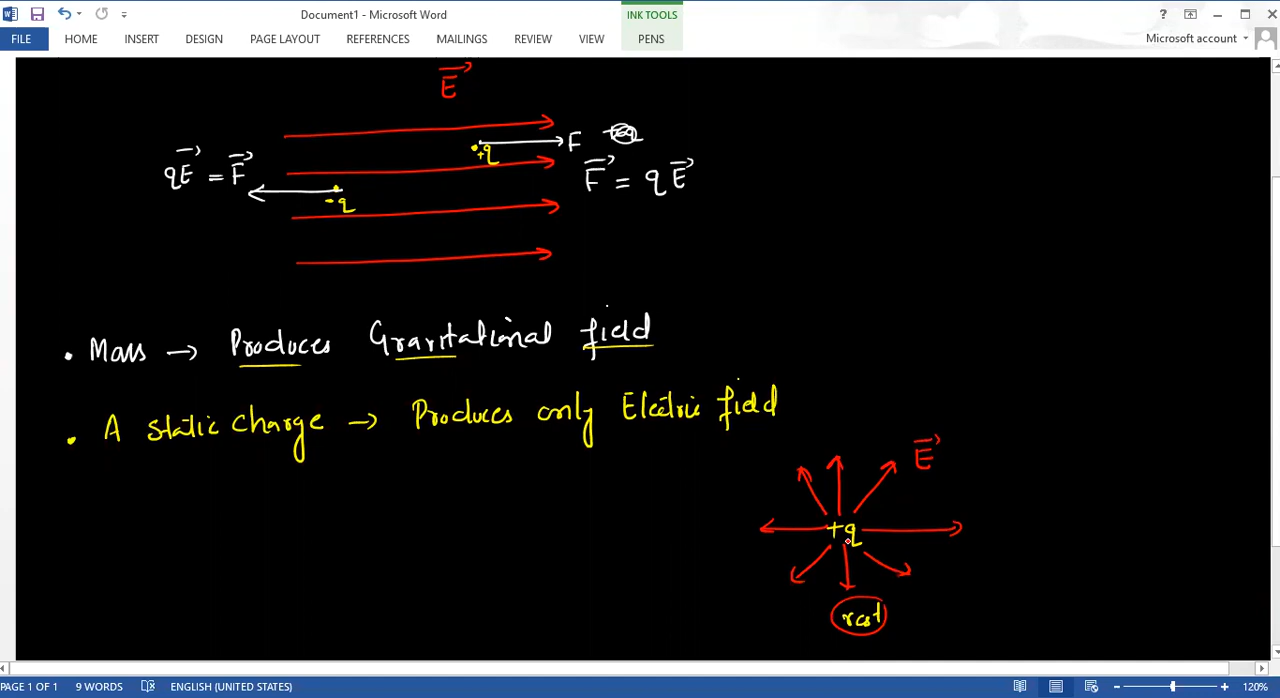 Document1 - Microsoft Word
INK TOOLS
FILE HOME INSERT DESIGN PAGE LAYOUT REFERENCES MAILINGS REVIEW VIEW PENS
Microsoft account
E
+q F
qE = F
F = qE
-q
• Mass → Produces Gravitational field
• A static charge → Produces only Electric field
E
+q
rest
PAGE 1 OF 1 9 WORDS ENGLISH (UNITED STATES) 120%